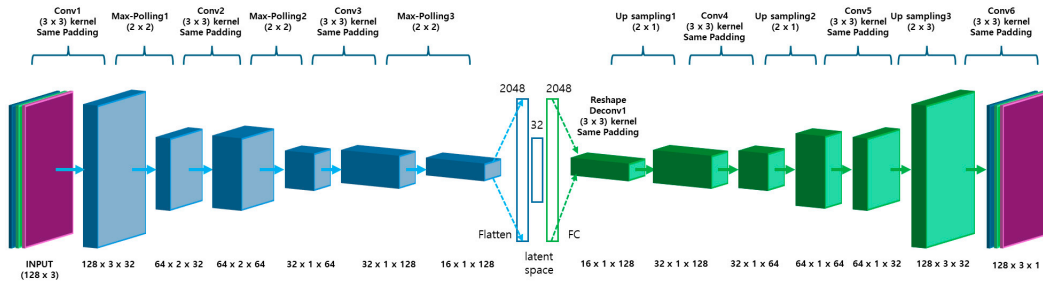 Conv1
(3 x 3) kernel
Same Padding
Max-Polling1
(2 x 2)
Conv2
(3 x 3) kernel
Same Padding
Max-Polling2
(2 x 2)
Conv3
(3 x 3) kernel
Same Padding
Max-Polling3
(2 x 2)
Up sampling1
(2 x 1)
Conv4
(3 x 3) kernel
Same Padding
Up sampling2
(2 x 1)
Conv5
(3 x 3) kernel
Same Padding
Up sampling3
(2 x 3)
Conv6
(3 x 3) kernel
Same Padding
2048
32
2048
Reshape
Deconv1
(3 x 3) kernel
Same Padding
Flatten
FC
latent
space
INPUT
(128 x 3)
128 x 3 x 32
64 x 2 x 32
64 x 2 x 64
32 x 1 x 64
32 x 1 x 128
16 x 1 x 128
16 x 1 x 128
32 x 1 x 128
32 x 1 x 64
64 x 1 x 64
64 x 1 x 32
128 x 3 x 32
128 x 3 x 1